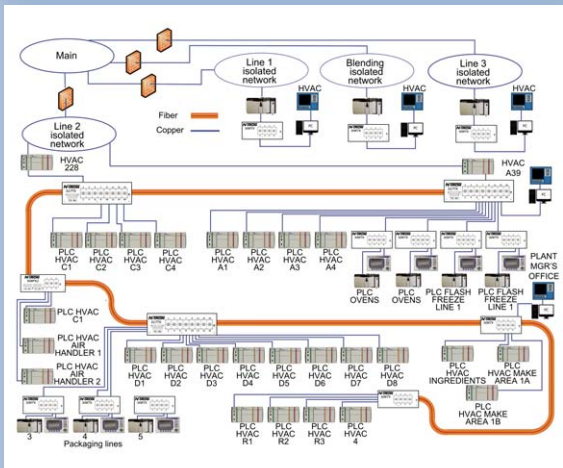 Main
Line 1
isolated
network
HVAC
Blending
isolated
network
HVAC
Line 3
isolated
network
HVAC
PC
PC
PC
Fiber
Copper
Line 2
isolated
network
HVAC
228
HVAC
A39
PLC
HVAC
C1
PLC
HVAC
C2
PLC
HVAC
C3
PLC
HVAC
C4
PLC
HVAC
A1
PLC
HVAC
A2
PLC
HVAC
A3
PLC
HVAC
A4
PLC
OVENS
PLC
OVENS
PLC FLASH
FREEZE
LINE 1
PLC FLASH
FREEZE
LINE 1
PLANT
MGR'S
OFFICE
PLC HVAC
C1
PLC HVAC
AIR
HANDLER 1
PLC HVAC
AIR
HANDLER 2
PLC
HVAC
D1
PLC
HVAC
D2
PLC
HVAC
D3
PLC
HVAC
D4
PLC
HVAC
D5
PLC
HVAC
D6
PLC
HVAC
D7
PLC
HVAC
D8
PLC
HVAC
INGREDIENTS
PLC
HVAC MAKE
AREA 1A
PLC
HVAC MAKE
AREA 1B
3
4
5
Packaging lines
PLC
HVAC
R1
PLC
HVAC
R2
PLC
HVAC
R3
PLC
HVAC
4